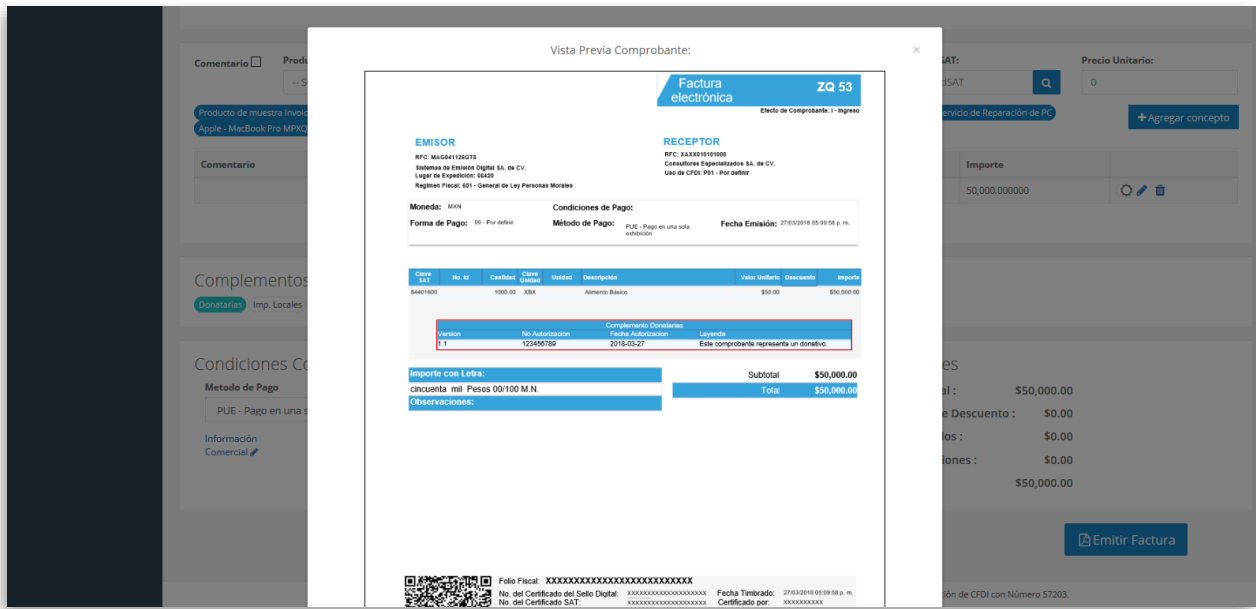 Vista Previa Comprobante: ×
Comentario Produ SAT: Precio Unitario:
-- S dSAT 0
Producto de muestra Invoic ervicio de Reparación de PC
Apple - MacBook Pro MPXQ Agregar concepto
Comentario Importe
50,000.000000
Factura
electrónica
ZQ 53
Efecto de Comprobante: I - Ingreso
EMISOR
RFC: MAG041126GT8
Sistemas de Emisión Digital SA. de CV.
Lugar de Expedición: 66420
Regimen Fiscal: 601 - General de Ley Personas Morales
RECEPTOR
RFC: XAXX010101000
Consultores Especializados SA. de CV.
Uso de CFDI: P01 - Por definir
Moneda: MXN Condiciones de Pago:
Forma de Pago: 99 - Por definir Método de Pago: PUE - Pago en una sola exhibición Fecha Emisión: 27/03/2018 05:09:58 p. m.
Clave SAT No. Id Cantidad Clave Unidad Unidad Descripción Valor Unitario Descuento Importe
84401600 1000.00 XBX Alimento Básico $50.00 $50,000.00
Complemento Donatarias
Version No Autorizacion Fecha Autorizacion Leyenda
1.1 123456789 2018-03-27 Este comprobante representa un donativo.
Importe con Letra: Subtotal $50,000.00
cincuenta mil Pesos 00/100 M.N. Total $50,000.00
Observaciones:
Complementos
Donatarias Imp. Locales
Condiciones Co
Metodo de Pago
PUE - Pago en una s
Información
Comercial
es
al : $50,000.00
e Descuento : $0.00
los : $0.00
iones : $0.00
$50,000.00
Emitir Factura
Folio Fiscal: XXXXXXXXXXXXXXXXXXXXXXXXXXX
No. del Certificado del Sello Digital: XXXXXXXXXXXXXXXXXXXX Fecha Timbrado: 27/03/2018 05:09:58 p. m.
No. del Certificado SAT: XXXXXXXXXXXXXXXXXXXX Certificado por: XXXXXXXXXX
ión de CFDI con Número 57203.